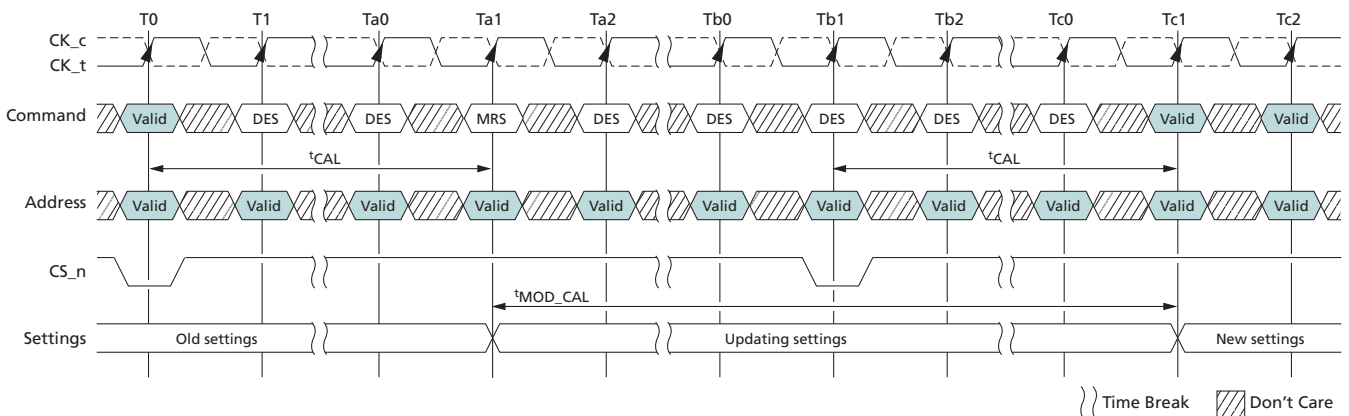 T0 T1 Ta0 Ta1 Ta2 Tb0 Tb1 Tb2 Tc0 Tc1 Tc2
CK_c
CK_t
Command Valid DES DES MRS DES DES DES DES DES Valid Valid
tCAL tCAL
Address Valid Valid Valid Valid Valid Valid Valid Valid Valid Valid Valid
CS_n
tMOD_CAL
Settings Old settings Updating settings New settings
Time Break Don't Care